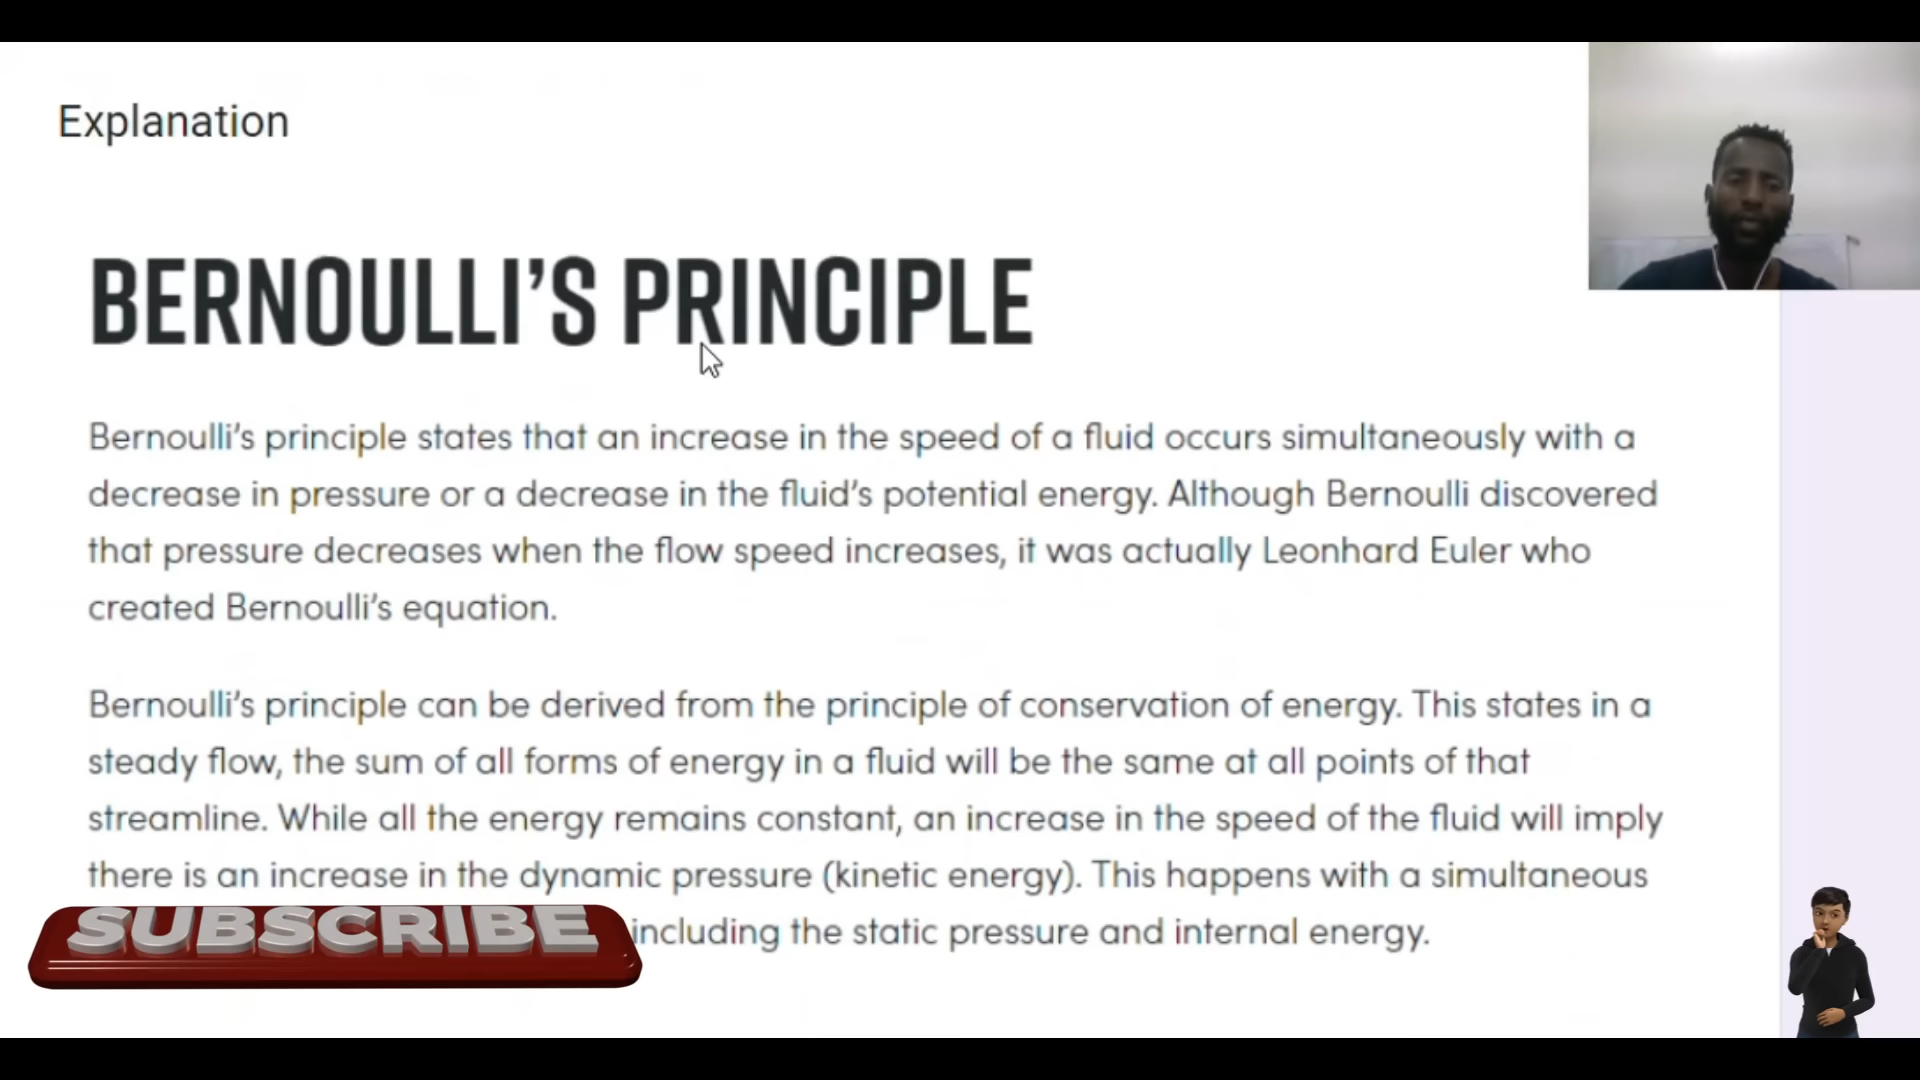 Explanation
BERNOULLI'S PRINCIPLE
Bernoulli's principle states that an increase in the speed of a fluid occurs simultaneously with a
decrease in pressure or a decrease in the fluid's potential energy. Although Bernoulli discovered
that pressure decreases when the flow speed increases, it was actually Leonhard Euler who
created Bernoulli's equation.
Bernoulli's principle can be derived from the principle of conservation of energy. This states in a
steady flow, the sum of all forms of energy in a fluid will be the same at all points of that
streamline. While all the energy remains constant, an increase in the speed of the fluid will imply
there is an increase in the dynamic pressure (kinetic energy). This happens with a simultaneous
including the static pressure and internal energy.
SUBSCRIBE